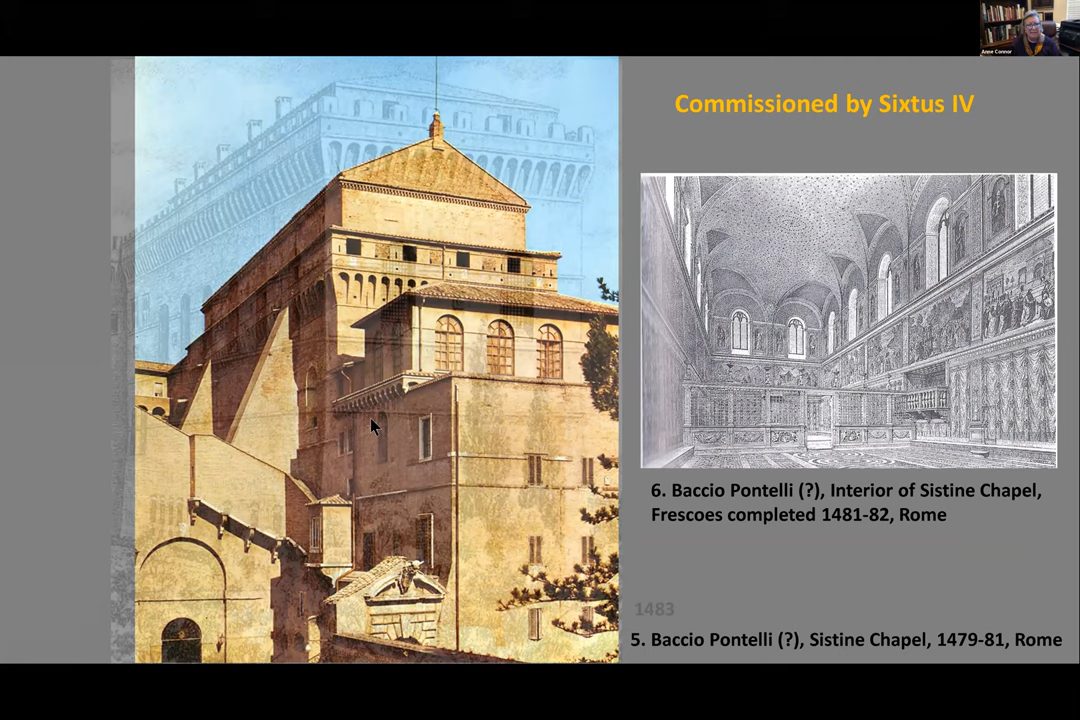 Anne Connor
Commissioned by Sixtus IV
6. Baccio Pontelli (?), Interior of Sistine Chapel,
Frescoes completed 1481-82, Rome
1483
5. Baccio Pontelli (?), Sistine Chapel, 1479-81, Rome